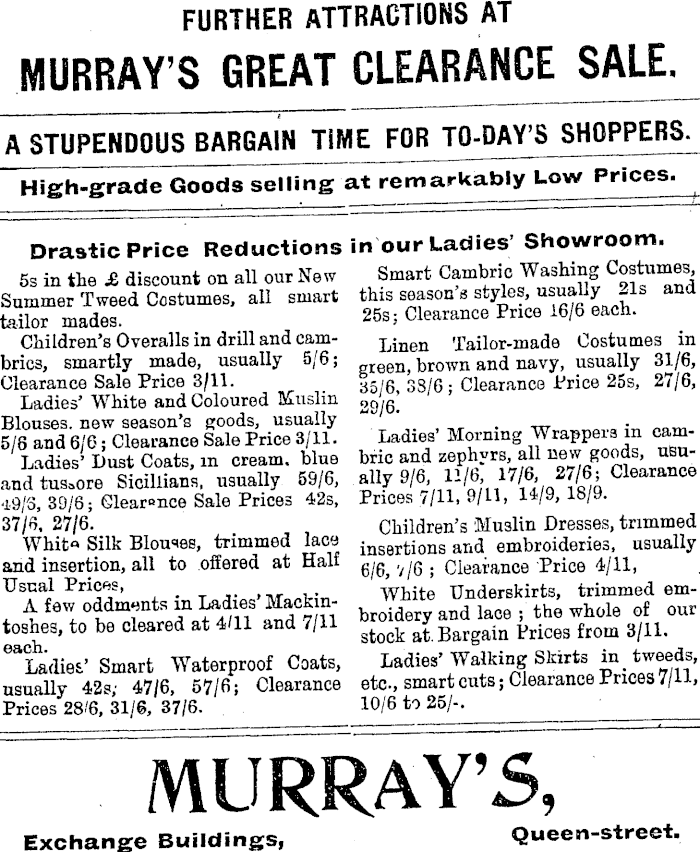 FURTHER ATTRACTIONS AT
MURRAY'S GREAT CLEARANCE SALE.
A STUPENDOUS BARGAIN TIME FOR TO-DAY'S SHOPPERS.
High-grade Goods selling at remarkably Low Prices.
Drastic Price Reductions in our Ladies' Showroom.
5s in the £ discount on all our New
Summer Tweed Costumes, all smart
tailor mades.
Children's Overalls in drill and cam-
brics, smartly made, usually 5/6;
Clearance Sale Price 3/11.
Ladies' White and Coloured Muslin
Blouses. new season's goods, usually
5/6 and 6/6; Clearance Sale Price 3/11.
Ladies' Dust Coats, in cream. blue
and tussore Sicilians, usually 59/6,
49/6, 39/6; Clearance Sale Prices 42s,
37/6, 27/6.
White Silk Blouses, trimmed lace
and insertion, all to offered at Half
Usual Prices,
A few oddments in Ladies' Mackin-
toshes, to be cleared at 4/11 and 7/11
each.
Ladies' Smart Waterproof Coats,
usually 42s, 47/6, 57/6; Clearance
Prices 28/6, 31/6, 37/6.
Smart Cambric Washing Costumes,
this season's styles, usually 21s and
25s; Clearance Price 16/6 each.
Linen Tailor-made Costumes in
green, brown and navy, usually 31/6,
35/6, 38/6; Clearance Price 25s, 27/6,
29/6.
Ladies' Morning Wrappers in cam-
bric and zephyrs, all new goods, usu-
ally 9/6, 12/6, 17/6, 27/6; Clearance
Prices 7/11, 9/11, 14/9, 18/9.
Children's Muslin Dresses, trimmed
insertions and embroideries, usually
6/6, 7/6; Clearance Price 4/11,
White Underskirts, trimmed em-
broidery and lace; the whole of our
stock at Bargain Prices from 3/11.
Ladies' Walking Skirts in tweeds,
etc., smart cuts; Clearance Prices 7/11,
10/6 to 25/-.
MURRAY'S,
Exchange Buildings, Queen-street.